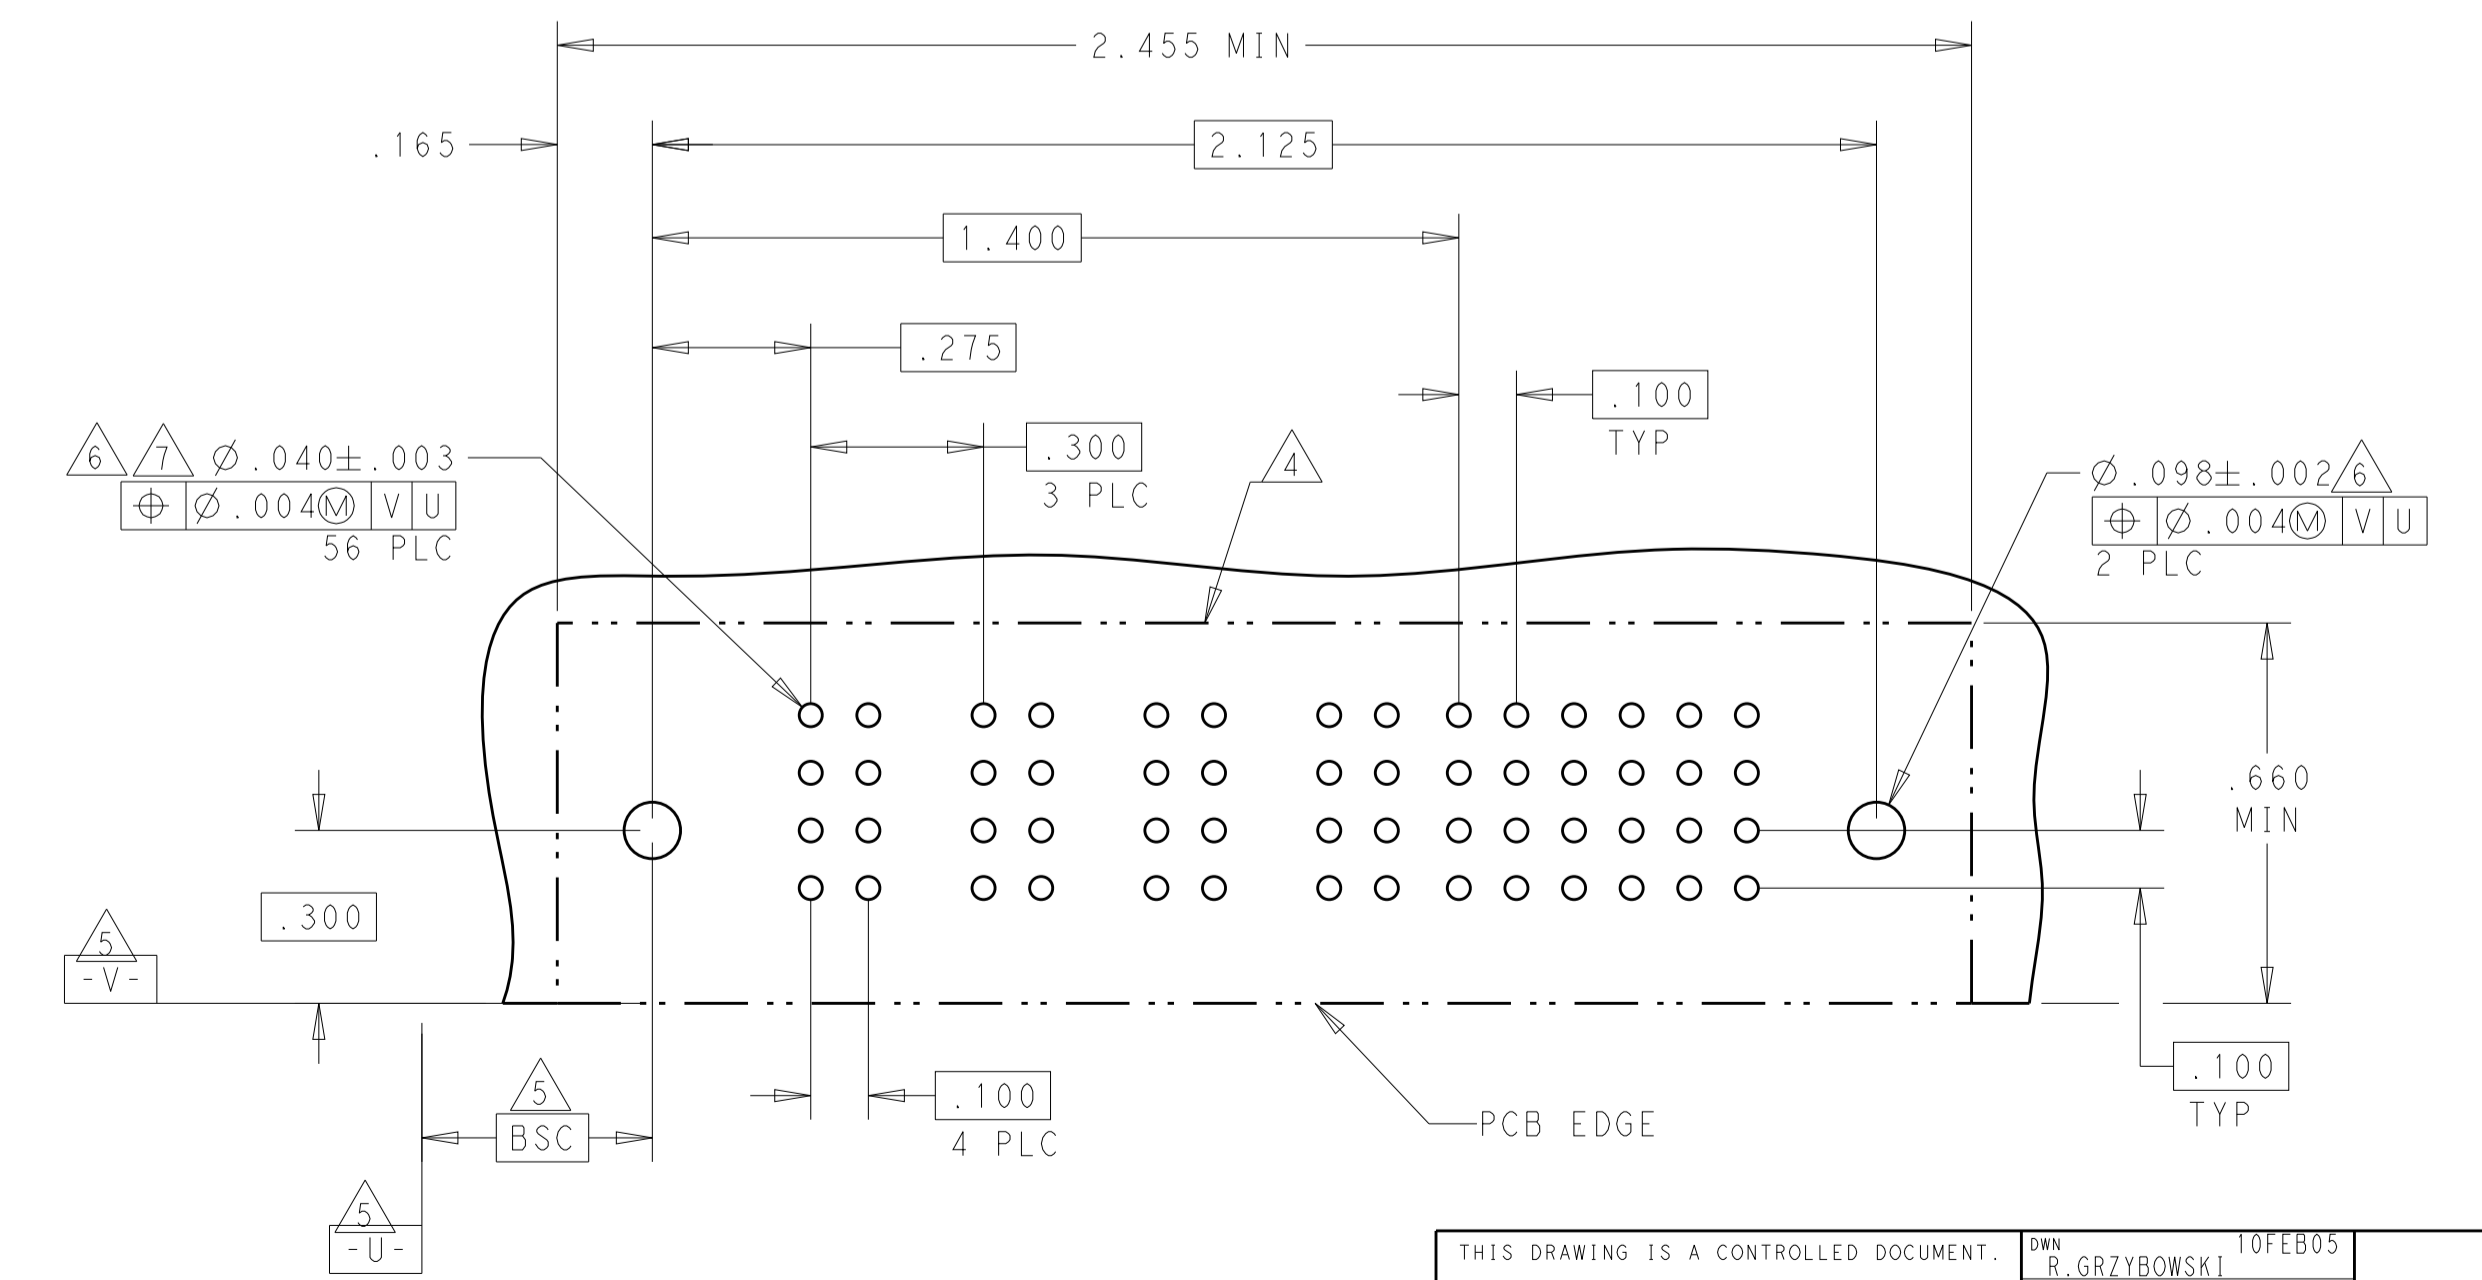 2.455 MIN
.165
2.125
1.400
.275
.100
TYP
.300
3 PLC
4
6 7 Ø.040±.003
⌖ Ø.004Ⓜ V U
56 PLC
Ø.098±.002 6
⌖ Ø.004Ⓜ V U
2 PLC
.660
MIN
.300
5
-V-
5
BSC
.100
4 PLC
PCB EDGE
.100
TYP
5
-U-
THIS DRAWING IS A CONTROLLED DOCUMENT.
DWN 10FEB05
R.GRZYBOWSKI